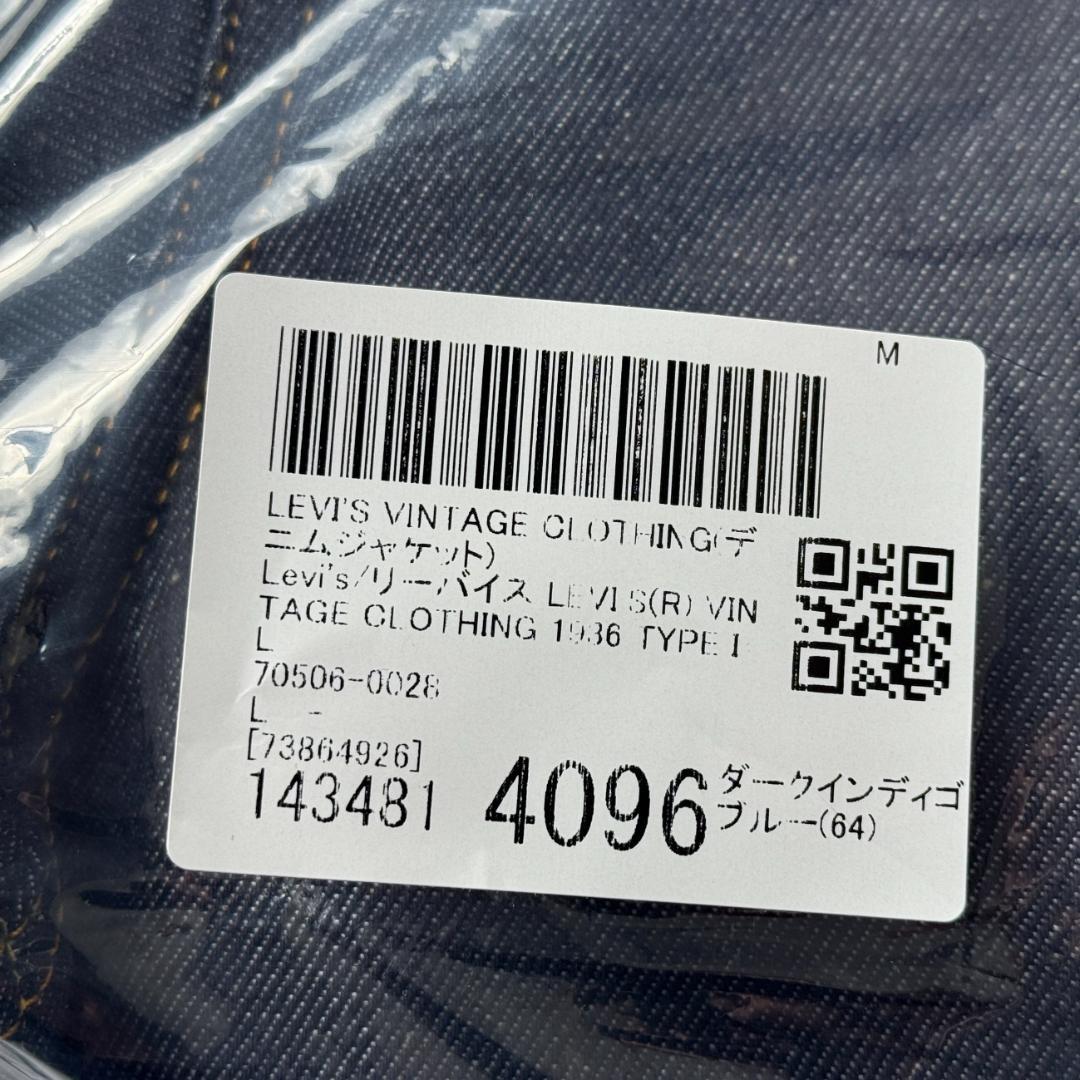 M
LEVI'S VINTAGE CLOTHING(デ
ニムジャケット)
Levi's/リーバイス LEVI'S(R) VIN
TAGE CLOTHING 1936 TYPE I
L
70506-0028
L -
[73864926]
143481 4096 ダークインディゴ
ブルー(64)